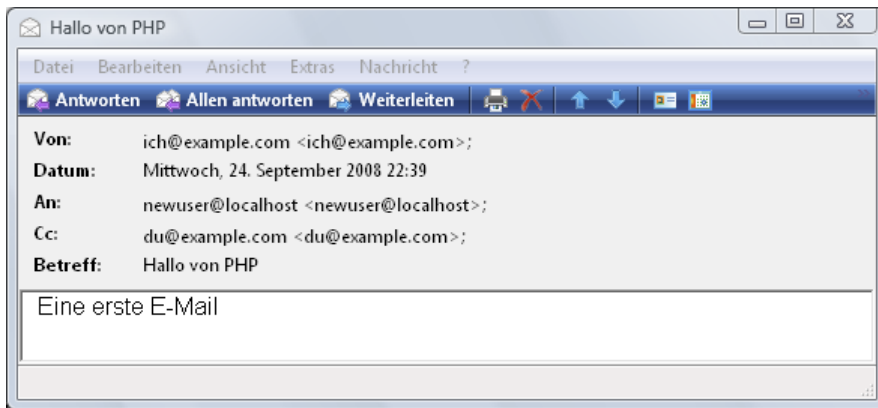 Hallo von PHP
Datei Bearbeiten Ansicht Extras Nachricht ?
Antworten Allen antworten Weiterleiten
Von: ich@example.com <ich@example.com>;
Datum: Mittwoch, 24. September 2008 22:39
An: newuser@localhost <newuser@localhost>;
Cc: du@example.com <du@example.com>;
Betreff: Hallo von PHP
Eine erste E-Mail